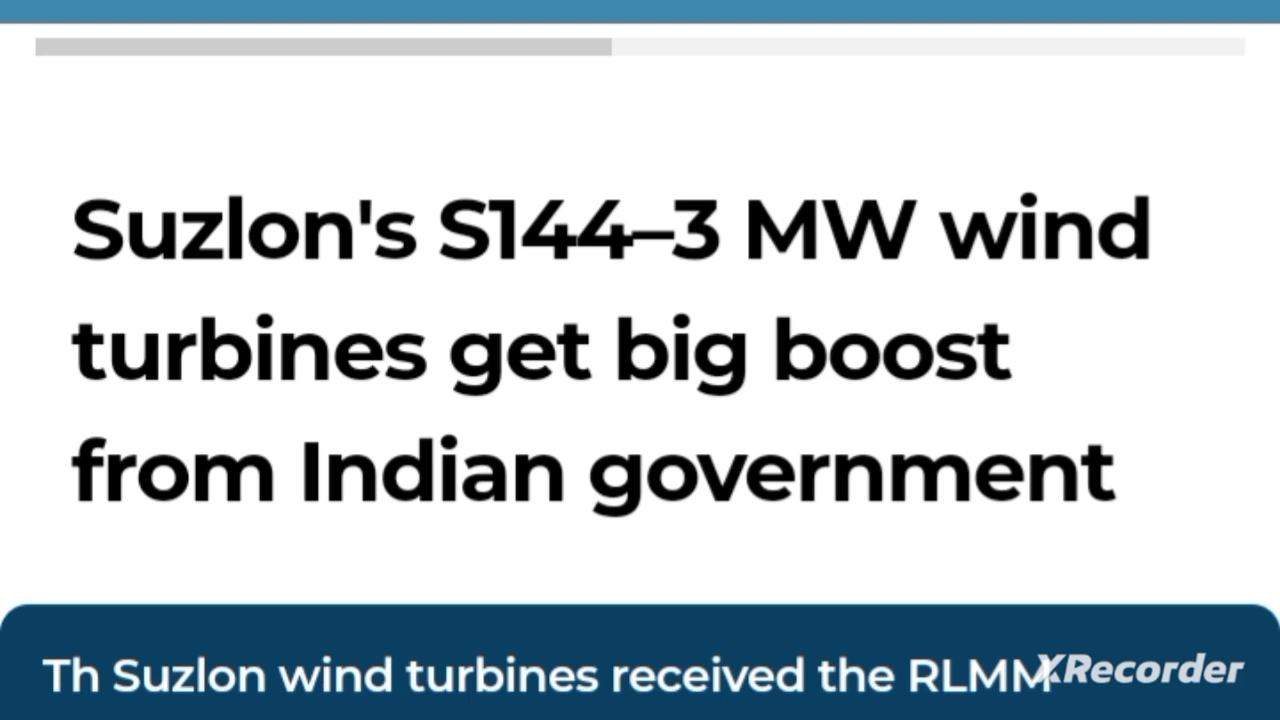 Suzlon's S144–3 MW wind
turbines get big boost
from Indian government
Th Suzlon wind turbines received the RLMM
XRecorder